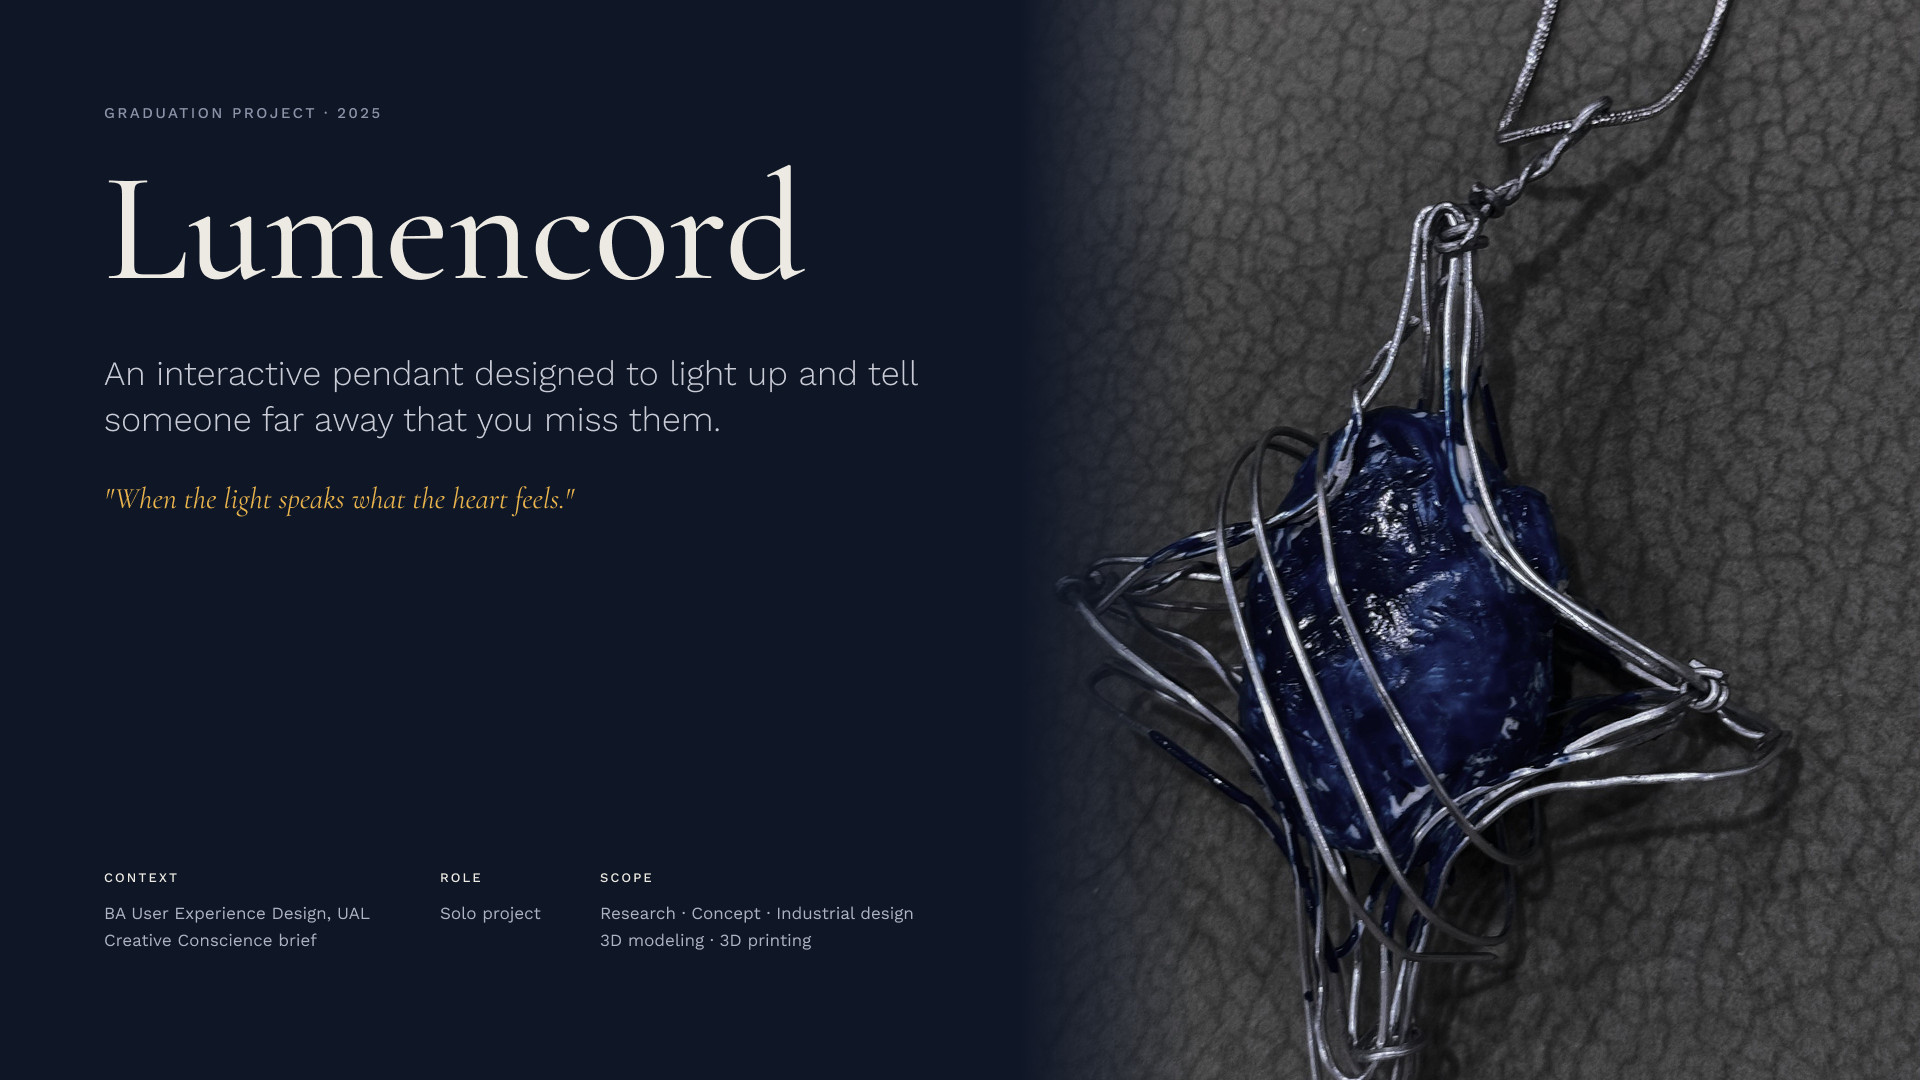 GRADUATION PROJECT · 2025
Lumencord
An interactive pendant designed to light up and tell
someone far away that you miss them.
"When the light speaks what the heart feels."
CONTEXT
BA User Experience Design, UAL
Creative Conscience brief
ROLE
Solo project
SCOPE
Research · Concept · Industrial design
3D modeling · 3D printing